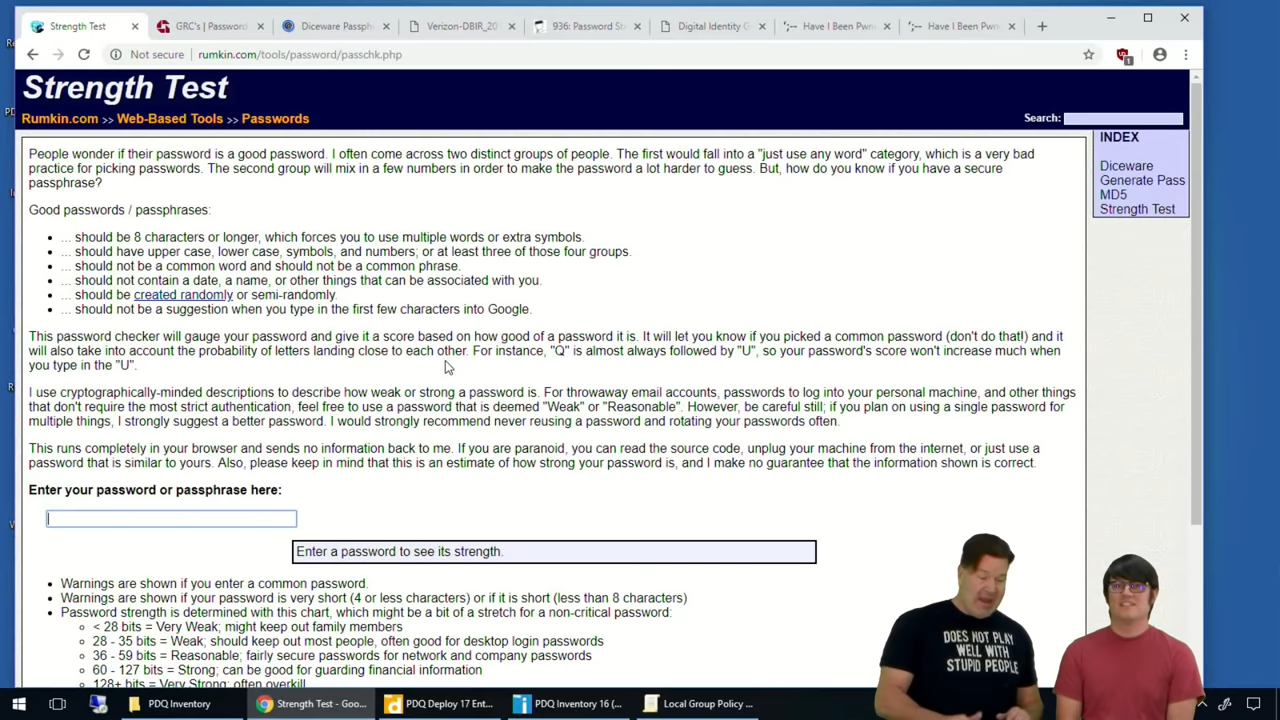 Strength Test
GRC's | Password
Diceware Passph
Verizon-DBIR_20
936: Password St
Digital Identity G
Have I Been Pwn
Have I Been Pwn
Not secure
rumkin.com/tools/password/passchk.php
1
Strength Test
Rumkin.com >> Web-Based Tools >> Passwords
Search:
INDEX
Diceware
Generate Pass
MD5
Strength Test
People wonder if their password is a good password. I often come across two distinct groups of people. The first would fall into a "just use any word" category, which is a very bad
practice for picking passwords. The second group will mix in a few numbers in order to make the password a lot harder to guess. But, how do you know if you have a secure
passphrase?
Good passwords / passphrases:
... should be 8 characters or longer, which forces you to use multiple words or extra symbols.
... should have upper case, lower case, symbols, and numbers; or at least three of those four groups.
... should not be a common word and should not be a common phrase.
... should not contain a date, a name, or other things that can be associated with you.
... should be created randomly or semi-randomly.
... should not be a suggestion when you type in the first few characters into Google.
This password checker will gauge your password and give it a score based on how good of a password it is. It will let you know if you picked a common password (don't do that!) and it
will also take into account the probability of letters landing close to each other. For instance, "Q" is almost always followed by "U", so your password's score won't increase much when
you type in the "U".
I use cryptographically-minded descriptions to describe how weak or strong a password is. For throwaway email accounts, passwords to log into your personal machine, and other things
that don't require the most strict authentication, feel free to use a password that is deemed "Weak" or "Reasonable". However, be careful still; if you plan on using a single password for
multiple things, I strongly suggest a better password. I would strongly recommend never reusing a password and rotating your passwords often.
This runs completely in your browser and sends no information back to me. If you are paranoid, you can read the source code, unplug your machine from the internet, or just use a
password that is similar to yours. Also, please keep in mind that this is an estimate of how strong your password is, and I make no guarantee that the information shown is correct.
Enter your password or passphrase here:
Enter a password to see its strength.
Warnings are shown if you enter a common password.
Warnings are shown if your password is very short (4 or less characters) or if it is short (less than 8 characters)
Password strength is determined with this chart, which might be a bit of a stretch for a non-critical password:
< 28 bits = Very Weak; might keep out family members
28 - 35 bits = Weak; should keep out most people, often good for desktop login passwords
36 - 59 bits = Reasonable; fairly secure passwords for network and company passwords
60 - 127 bits = Strong; can be good for guarding financial information
128+ bits = Very Strong; often overkill
DOES NOT PLAY
WELL WITH
STUPID PEOPLE
PDQ Inventory
Strength Test - Goo...
PDQ Deploy 17 Ent...
PDQ Inventory 16 (...
Local Group Policy ...